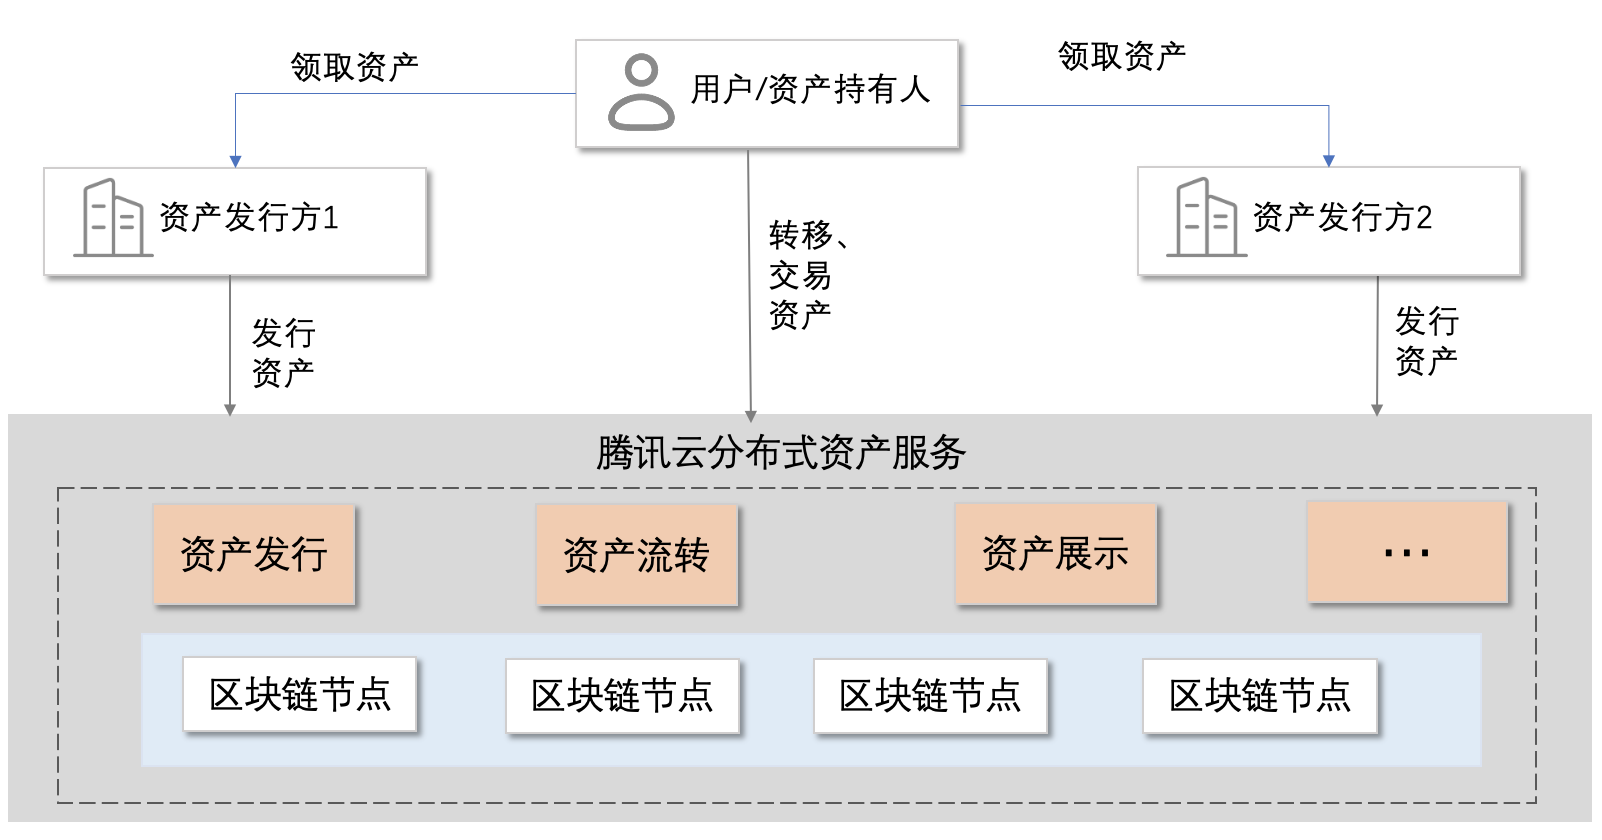 领取资产
用户/资产持有人
领取资产
资产发行方1
资产发行方2
转移、
交易
资产
发行
资产
发行
资产
腾讯云分布式资产服务
资产发行
资产流转
资产展示
...
区块链节点
区块链节点
区块链节点
区块链节点